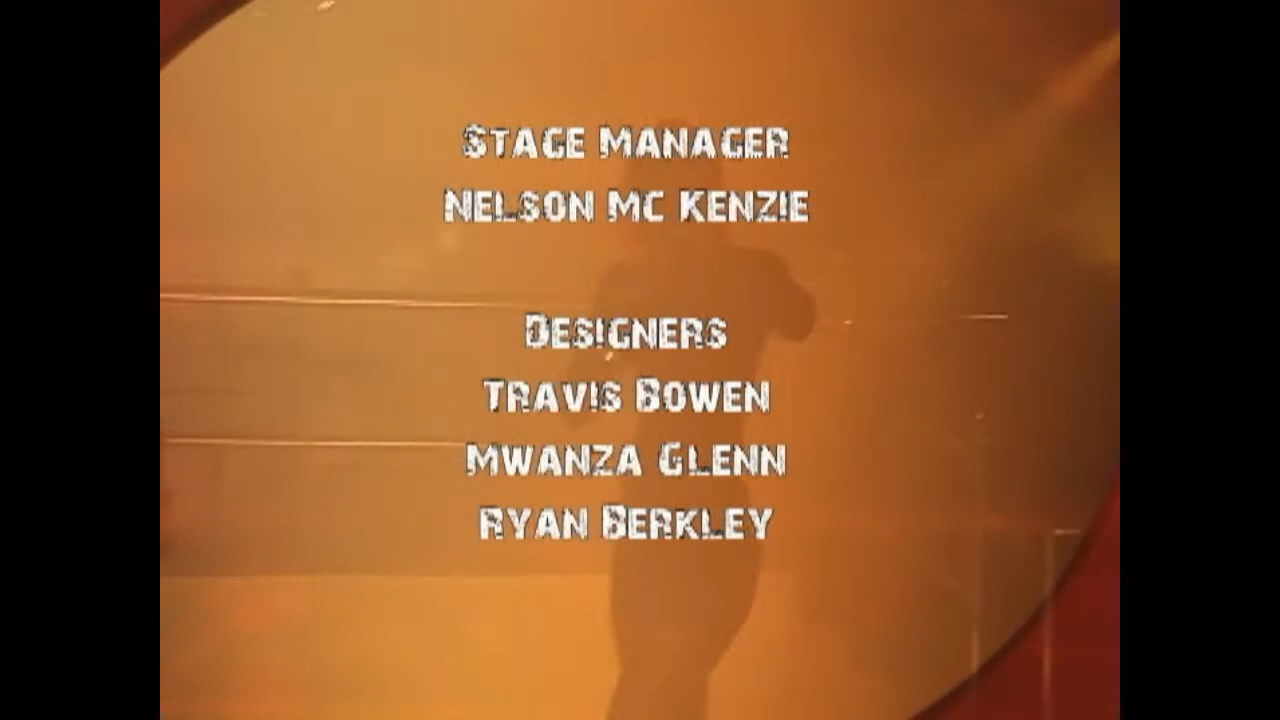 Stage Manager
Nelson Mc Kenzie
Designers
Travis Bowen
Mwanza Glenn
Ryan Berkley